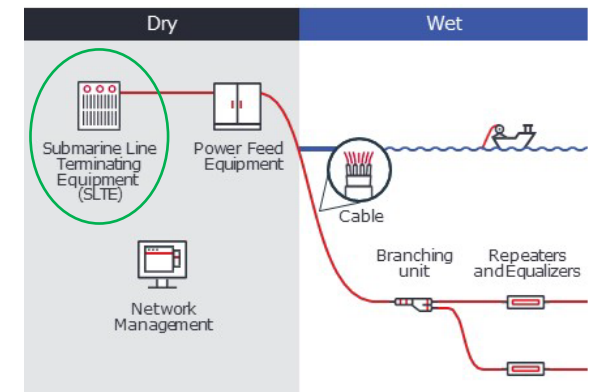 Dry
Wet
Submarine Line
Terminating
Equipment
(SLTE)
Power Feed
Equipment
Cable
Branching
unit
Repeaters
and Equalizers
Network
Management